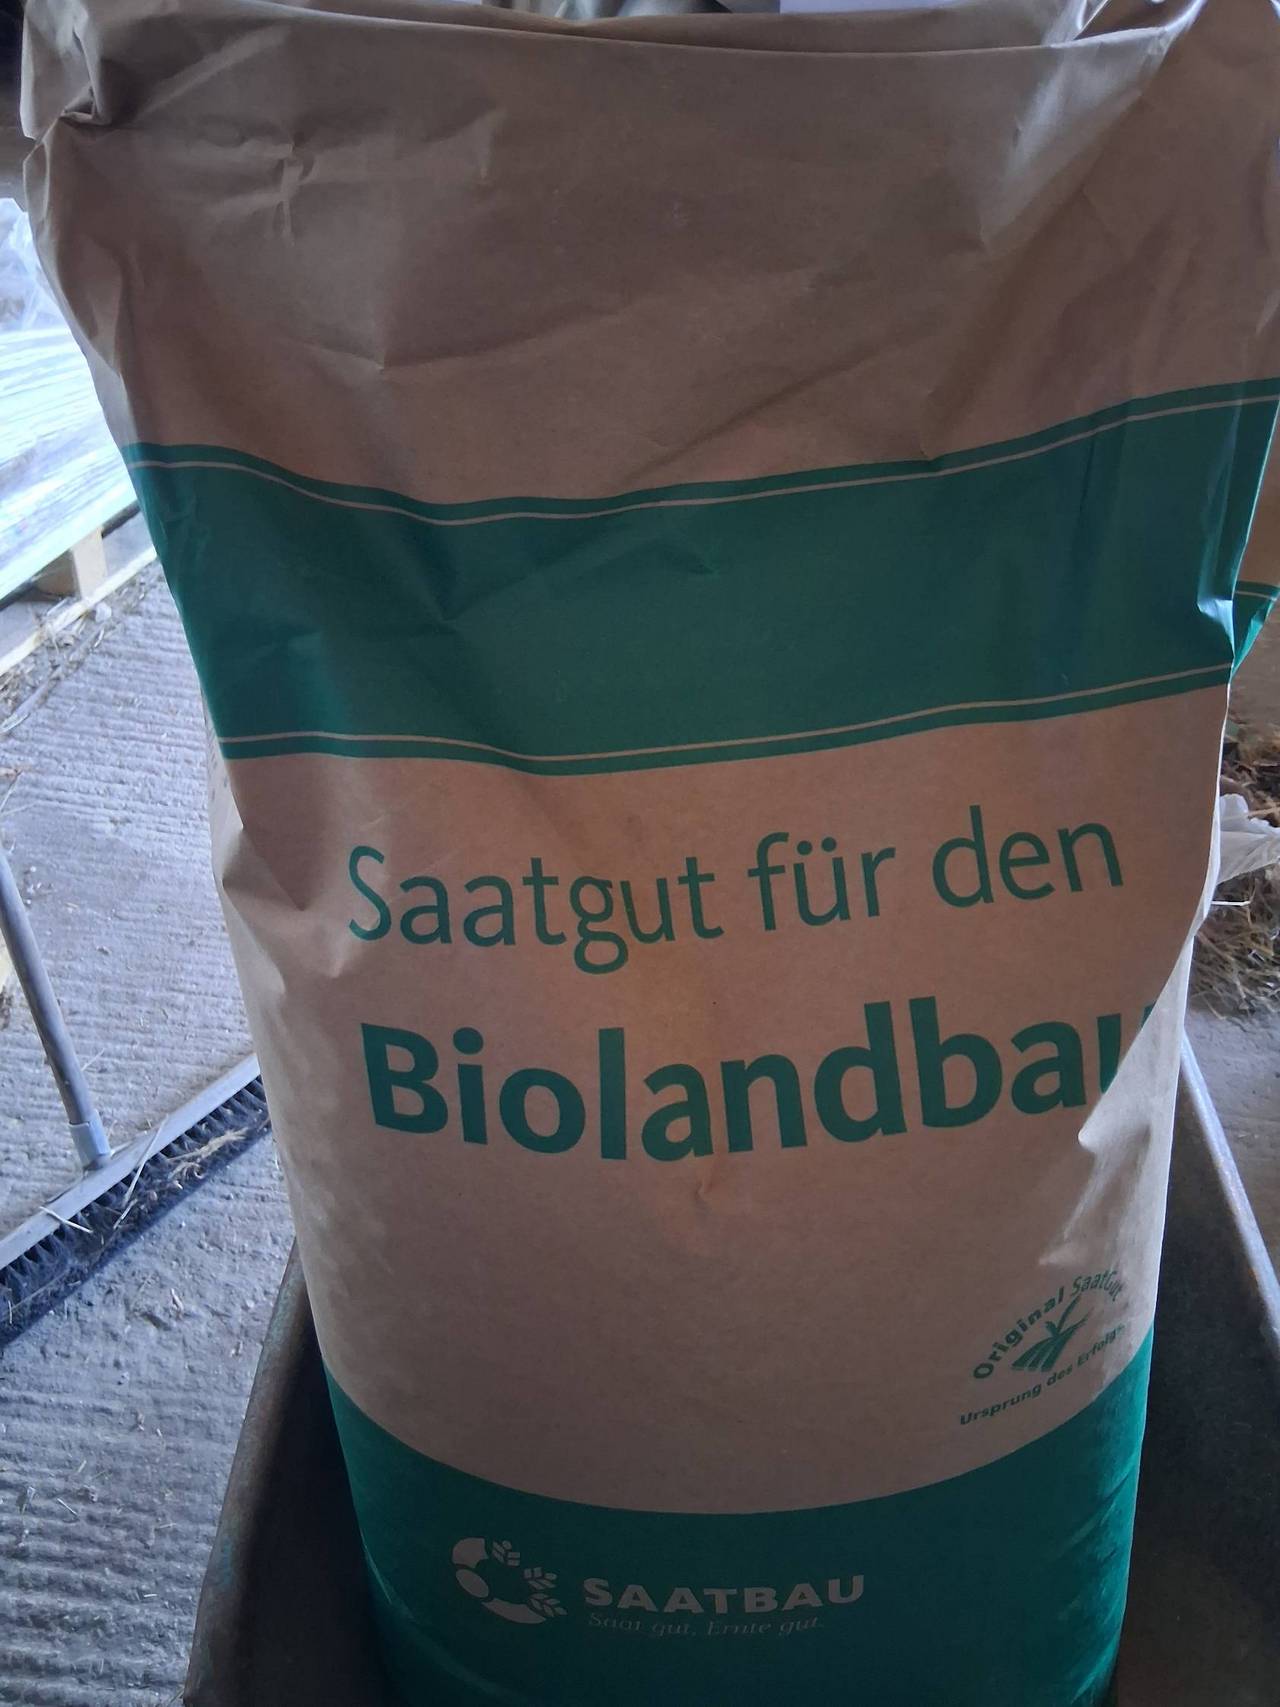 Saatgut für den
Biolandbau
Original SaatGut
Ursprung des Erfolgs
SAATBAU
Saat gut, Ernte gut.